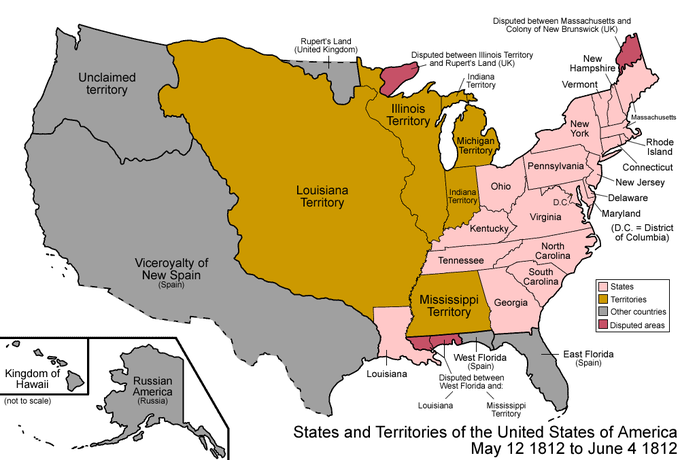 Disputed between Massachusetts and
Colony of New Brunswick (UK)
Rupert's Land
(United Kingdom)
Disputed between Illinois Territory
and Rupert's Land (UK)
New
Hampshire
Indiana
Territory
Unclaimed
territory
Vermont
Illinois
Territory
Massachusetts
New
York
Michigan
Territory
Rhode
Island
Connecticut
Pennsylvania
New Jersey
Louisiana
Territory
Indiana
Territory
Ohio
Delaware
D.C.
Maryland
Virginia
(D.C. = District
of Columbia)
Kentucky
Viceroyalty of
New Spain
(Spain)
Tennessee
North
Carolina
South
Carolina
States
Territories
Other countries
Disputed areas
Mississippi
Territory
Georgia
Louisiana
West Florida
(Spain)
East Florida
(Spain)
Kingdom of
Hawaii
(not to scale)
Russian
America
(Russia)
Disputed between
West Florida and:
Louisiana
Mississippi
Territory
States and Territories of the United States of America
May 12 1812 to June 4 1812